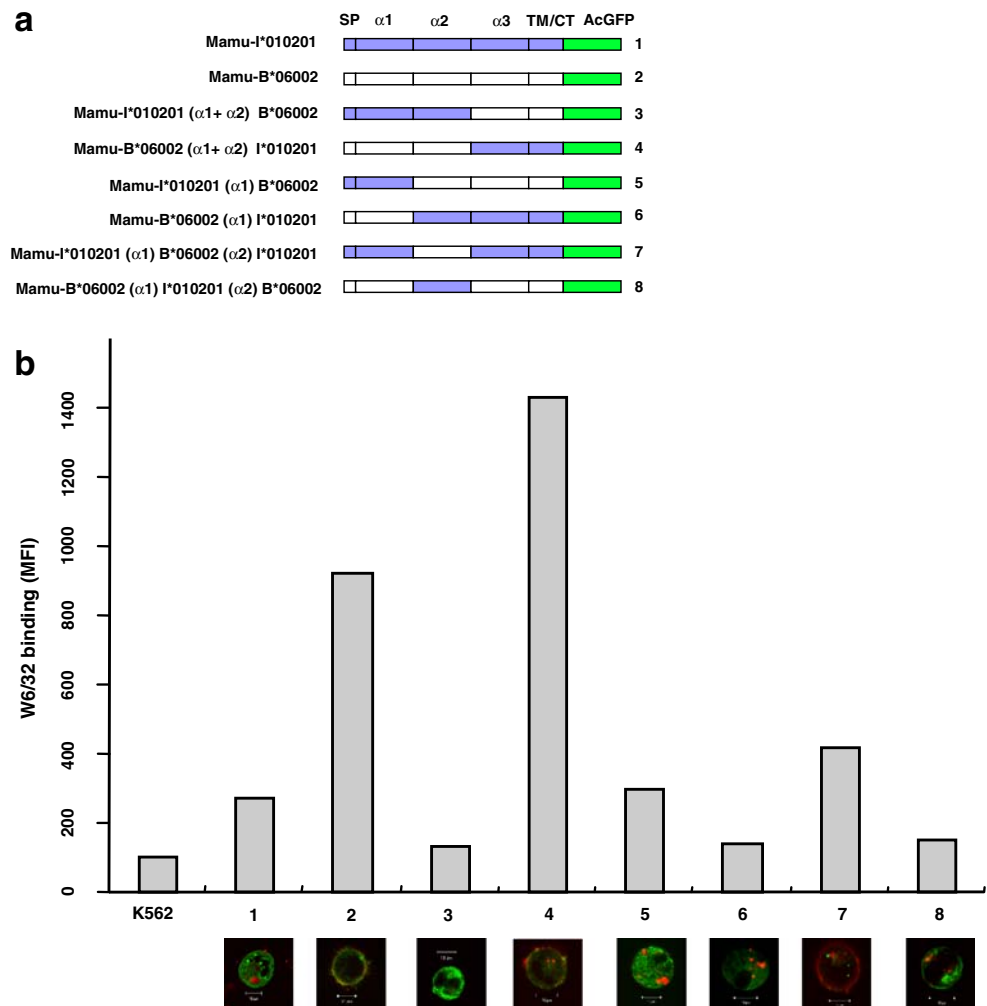 a
SP α1 α2 α3 TM/CT AcGFP
Mamu-I*010201 1
Mamu-B*06002 2
Mamu-I*010201 (α1+ α2) B*06002 3
Mamu-B*06002 (α1+ α2) I*010201 4
Mamu-I*010201 (α1) B*06002 5
Mamu-B*06002 (α1) I*010201 6
Mamu-I*010201 (α1) B*06002 (α2) I*010201 7
Mamu-B*06002 (α1) I*010201 (α2) B*06002 8
b
W6/32 binding (MFI)
1400
1200
1000
800
600
400
200
0
K562 1 2 3 4 5 6 7 8